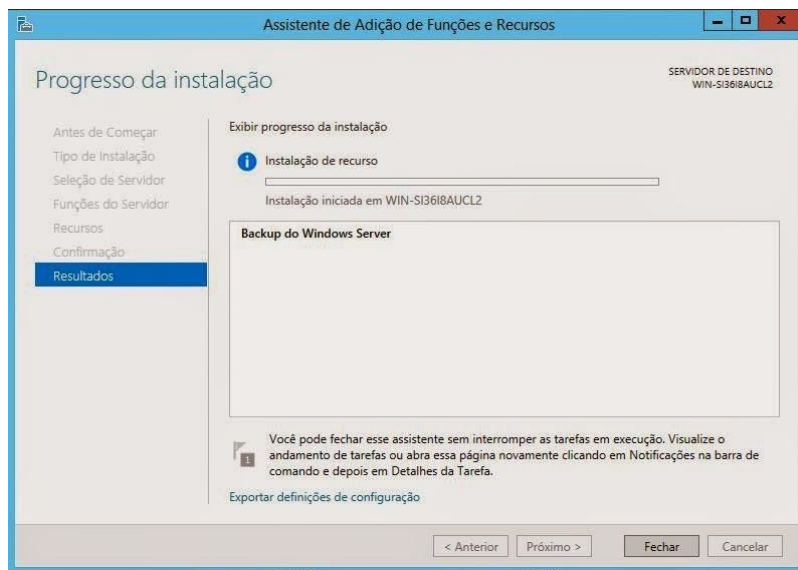 Assistente de Adição de Funções e Recursos
Progresso da instalação
SERVIDOR DE DESTINO
WIN-SI36I8AUCL2
Antes de Começar
Tipo de Instalação
Seleção de Servidor
Funções do Servidor
Recursos
Confirmação
Resultados
Exibir progresso da instalação
Instalação de recurso
Instalação iniciada em WIN-SI36I8AUCL2
Backup do Windows Server
1
Você pode fechar esse assistente sem interromper as tarefas em execução. Visualize o
andamento de tarefas ou abra essa página novamente clicando em Notificações na barra de
comando e depois em Detalhes da Tarefa.
Exportar definições de configuração
< Anterior
Próximo >
Fechar
Cancelar